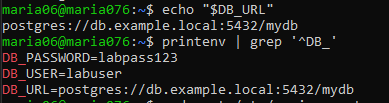 maria06@maria076:~$ echo "$DB_URL"
postgres://db.example.local:5432/mydb
maria06@maria076:~$ printenv | grep '^DB_'
DB_PASSWORD=labpass123
DB_USER=labuser
DB_URL=postgres://db.example.local:5432/mydb